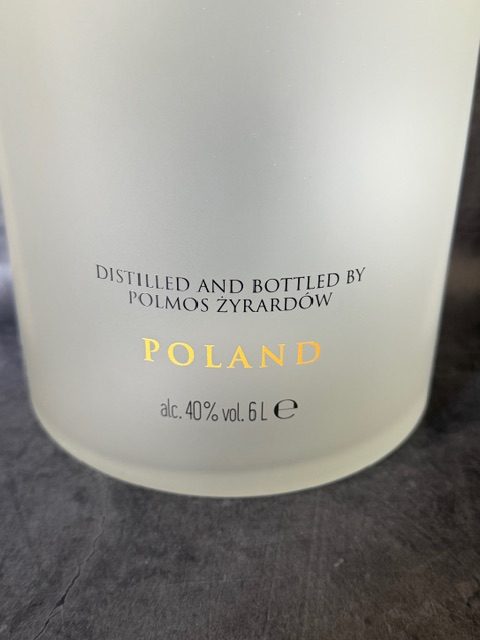 DISTILLED AND BOTTLED BY
POLMOS ŻYRARDÓW
POLAND
alc. 40% vol. 6 L ℮